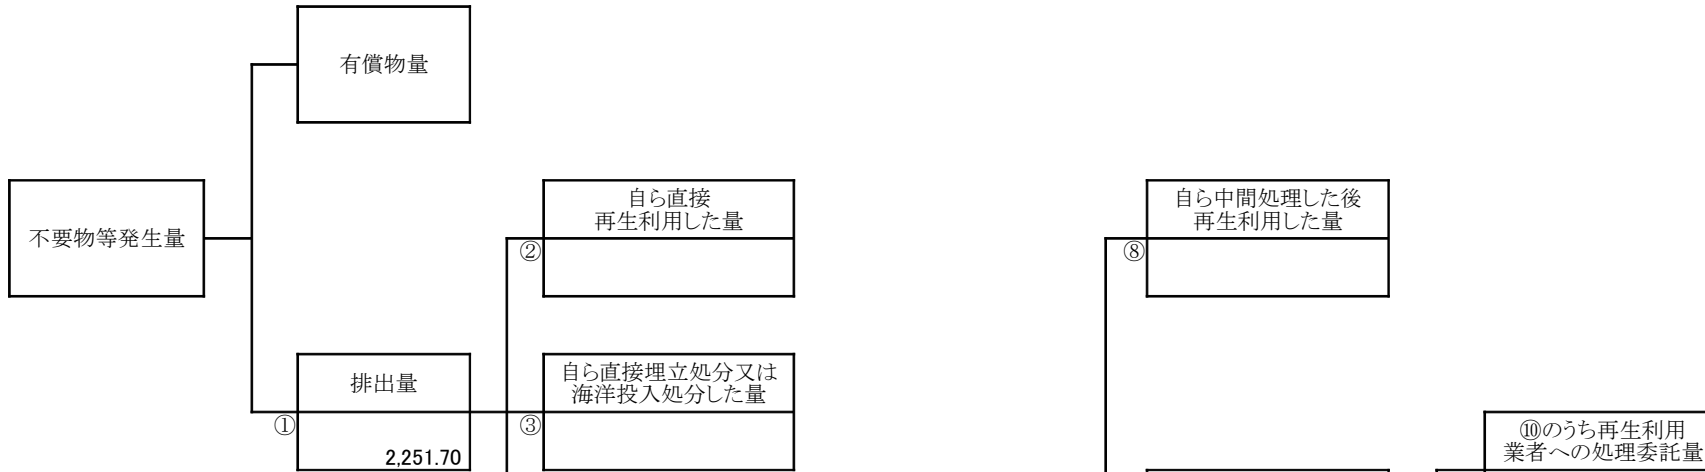 有償物量
不要物等発生量
自ら直接
再生利用した量
②
自ら中間処理した後
再生利用した量
⑧
排出量
①
2,251.70
自ら直接埋立処分又は
海洋投入処分した量
③
⑩のうち再生利用
業者への処理委託量